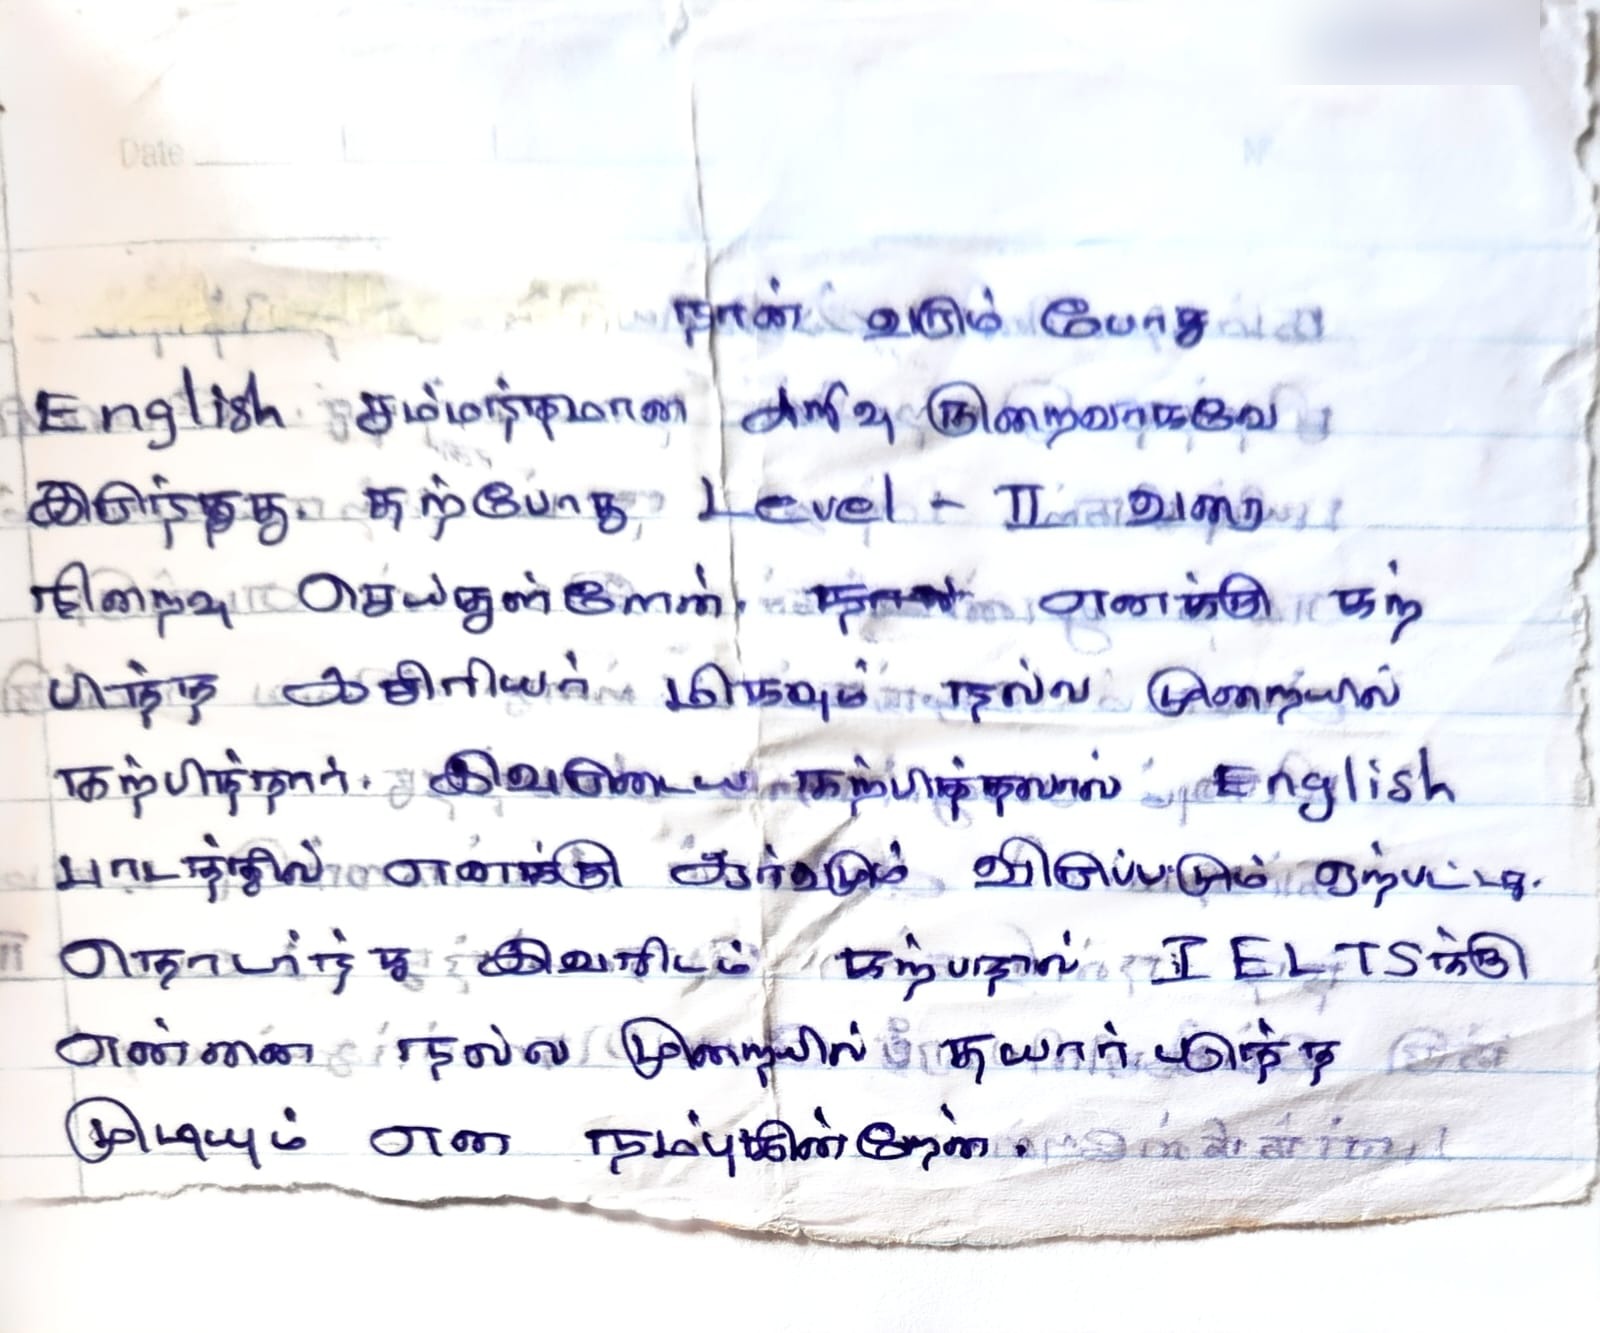 Date
நான் வரும் போது
English சம்மந்தமான அறிவு நிறைவாகவே
இருந்தது. தற்போது Level - II வரை
நிறைவு செய்துள்ளேன். எனக்கு கற்
பித்த ஆசிரியர் மிகவும் நல்ல முறையில்
கற்பித்தார். இவருடைய கற்பித்தலால் English
பாடத்தில் எனக்கு ஆர்வமும் விருப்பமும் ஏற்பட்டது.
தொடர்ந்து இவரிடம் கற்பதால் IELTSக்கு
என்னை நல்ல முறையில் தயார் படுத்த
முடியும் என நம்புகின்றேன்.